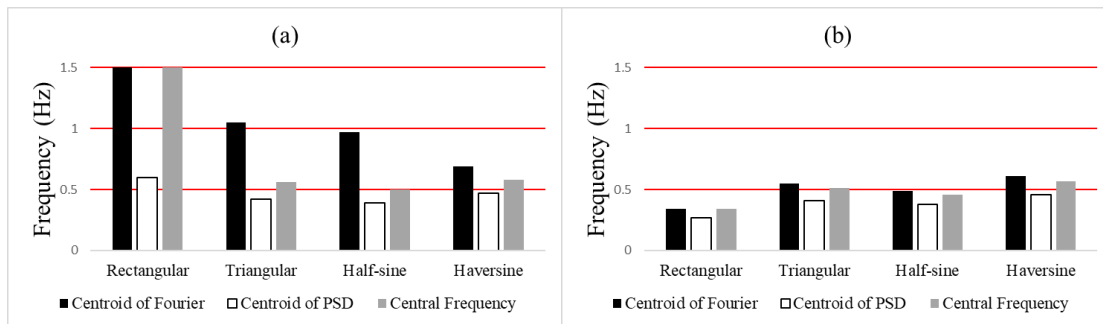 (a)
Frequency (Hz)
1.5
1
0.5
0
Rectangular Triangular Half-sine Haversine
Centroid of Fourier Centroid of PSD Central Frequency
(b)
Frequency (Hz)
1.5
1
0.5
0
Rectangular Triangular Half-sine Haversine
Centroid of Fourier Centroid of PSD Central Frequency